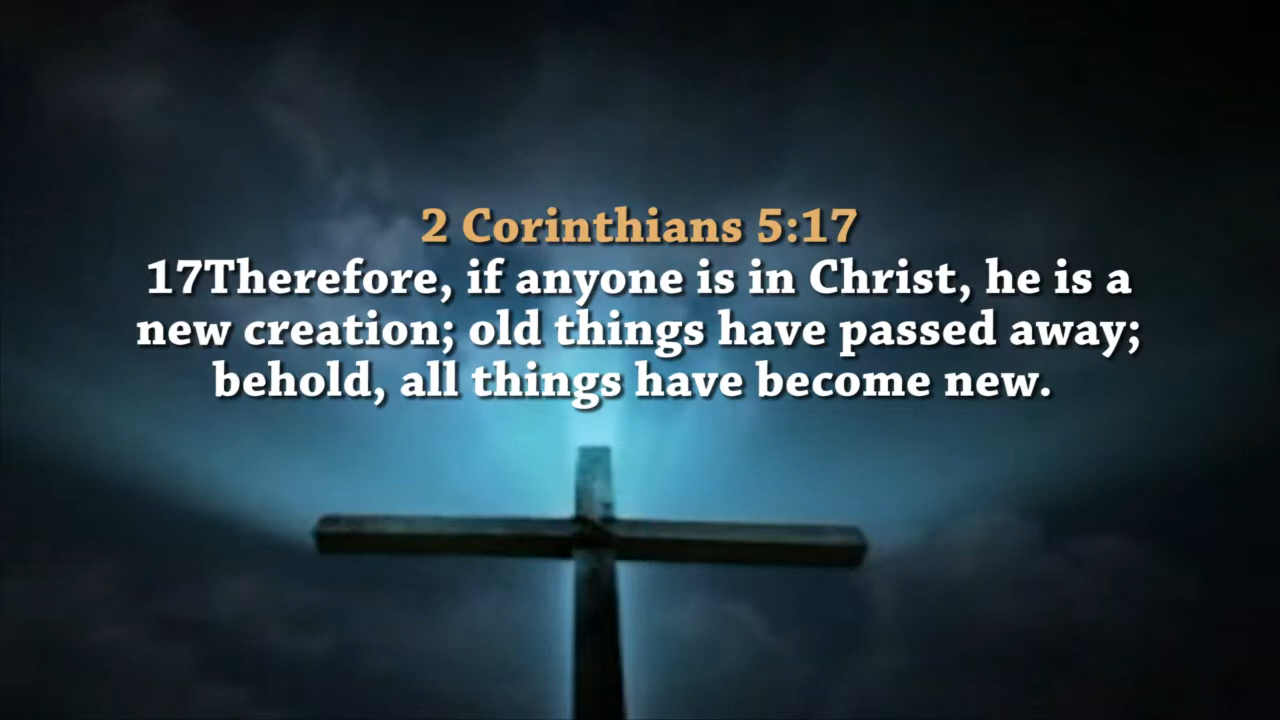 2 Corinthians 5:17
17Therefore, if anyone is in Christ, he is a
new creation; old things have passed away;
behold, all things have become new.